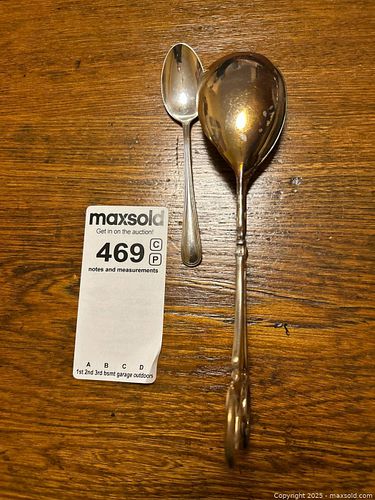 maxsold
Get in on the auction!
469 C
P
notes and measurements
A B C D
1st 2nd 3rd bsmt garage outdoors
Copyright 2025 - maxsold.com